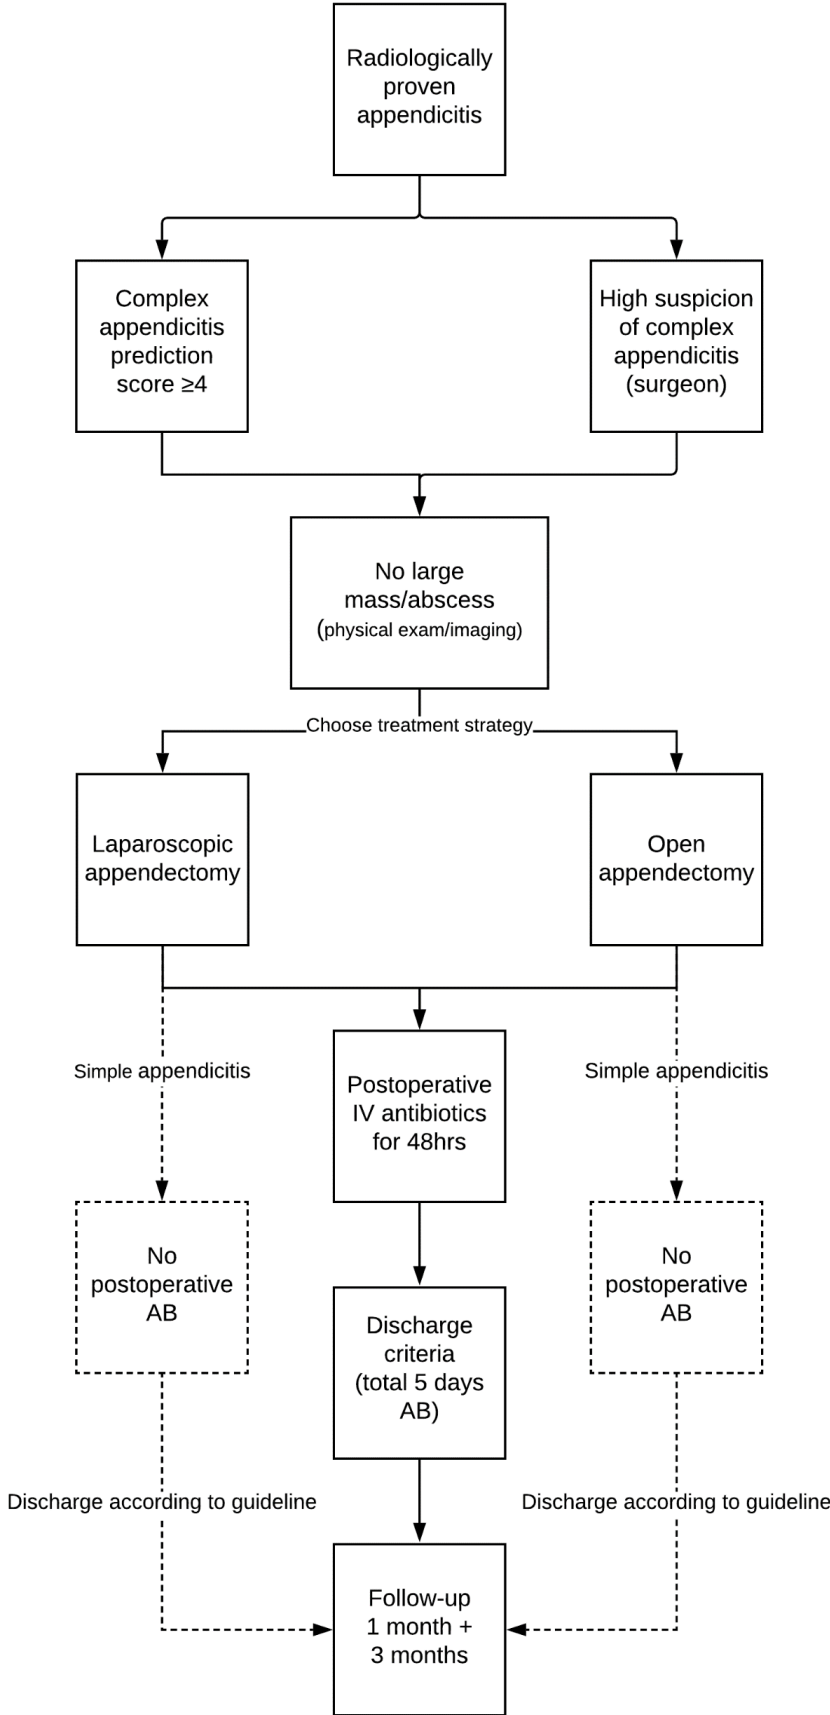 Radiologically
proven
appendicitis
Complex
appendicitis
prediction
score ≥4
High suspicion
of complex
appendicitis
(surgeon)
No large
mass/abscess
(physical exam/imaging)
Choose treatment strategy
Laparoscopic
appendectomy
Open
appendectomy
Simple appendicitis
Postoperative
IV antibiotics
for 48hrs
Simple appendicitis
No
postoperative
AB
Discharge
criteria
(total 5 days
AB)
No
postoperative
AB
Discharge according to guideline
Discharge according to guideline
Follow-up
1 month +
3 months